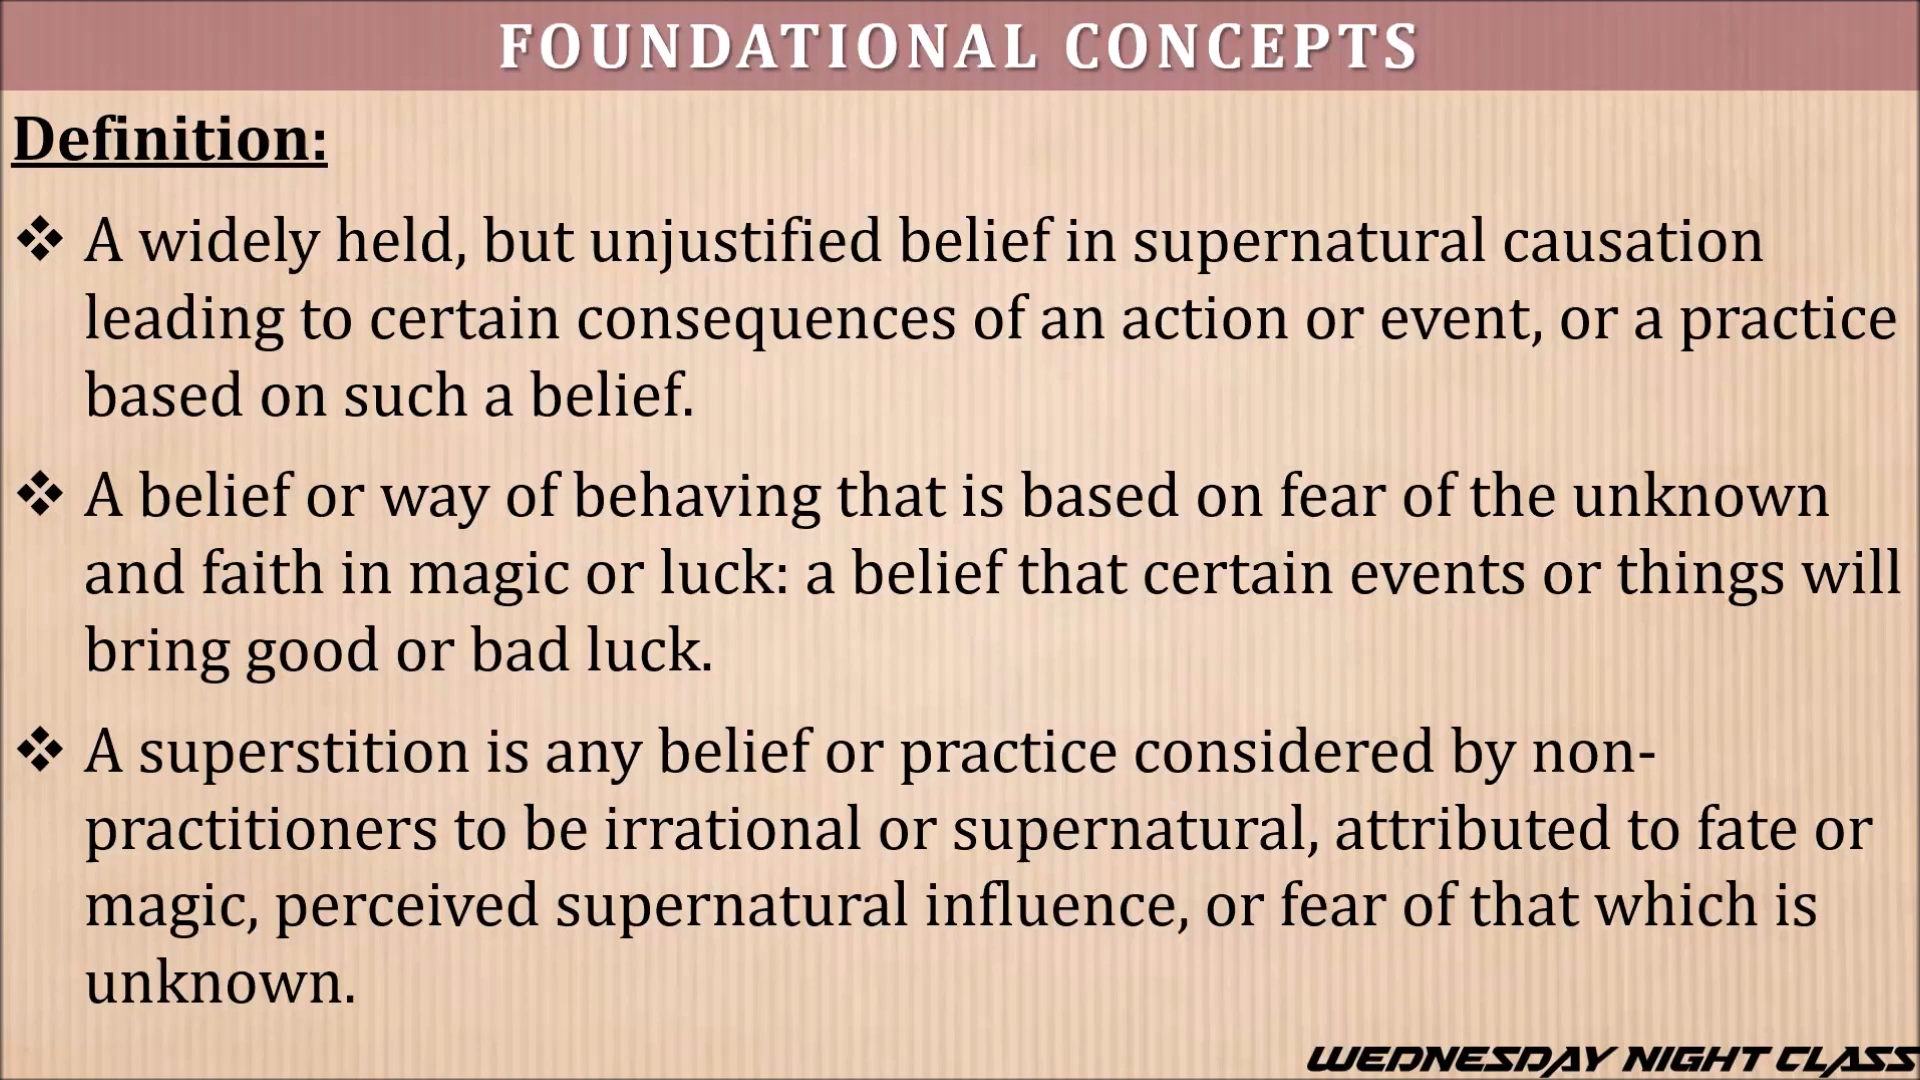 FOUNDATIONAL CONCEPTS
Definition:
❖ A widely held, but unjustified belief in supernatural causation
leading to certain consequences of an action or event, or a practice
based on such a belief.
❖ A belief or way of behaving that is based on fear of the unknown
and faith in magic or luck: a belief that certain events or things will
bring good or bad luck.
❖ A superstition is any belief or practice considered by non-
practitioners to be irrational or supernatural, attributed to fate or
magic, perceived supernatural influence, or fear of that which is
unknown.
WEDNESDAY NIGHT CLASS